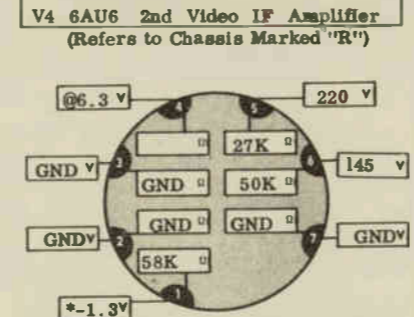 V4 6AU6 2nd Video IF Amplifier
(Refers to Chassis Marked "R")
@6.3 V
220 V
4
5
Ω
27K Ω
GND V
3
6
145 V
GND Ω
50K Ω
GND Ω
GND Ω
GND V
2
7
GND V
58K Ω
1
*-1.3 V